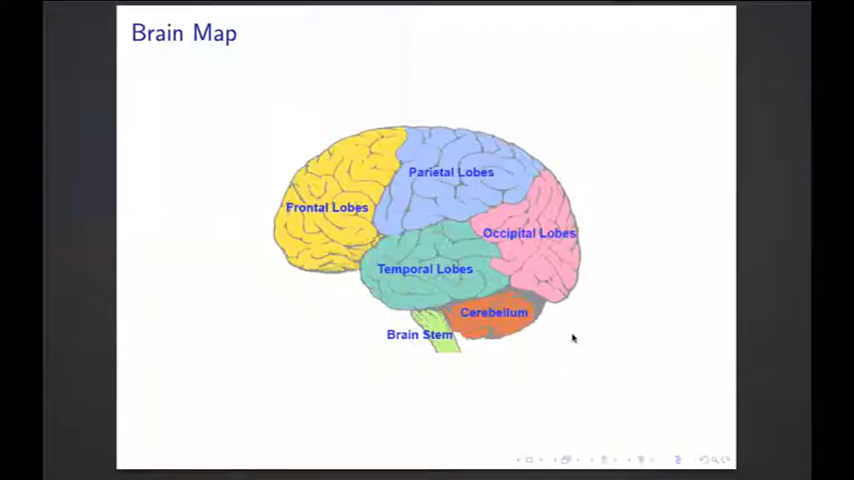 Brain Map
Parietal Lobes
Frontal Lobes
Occipital Lobes
Temporal Lobes
Cerebellum
Brain Stem